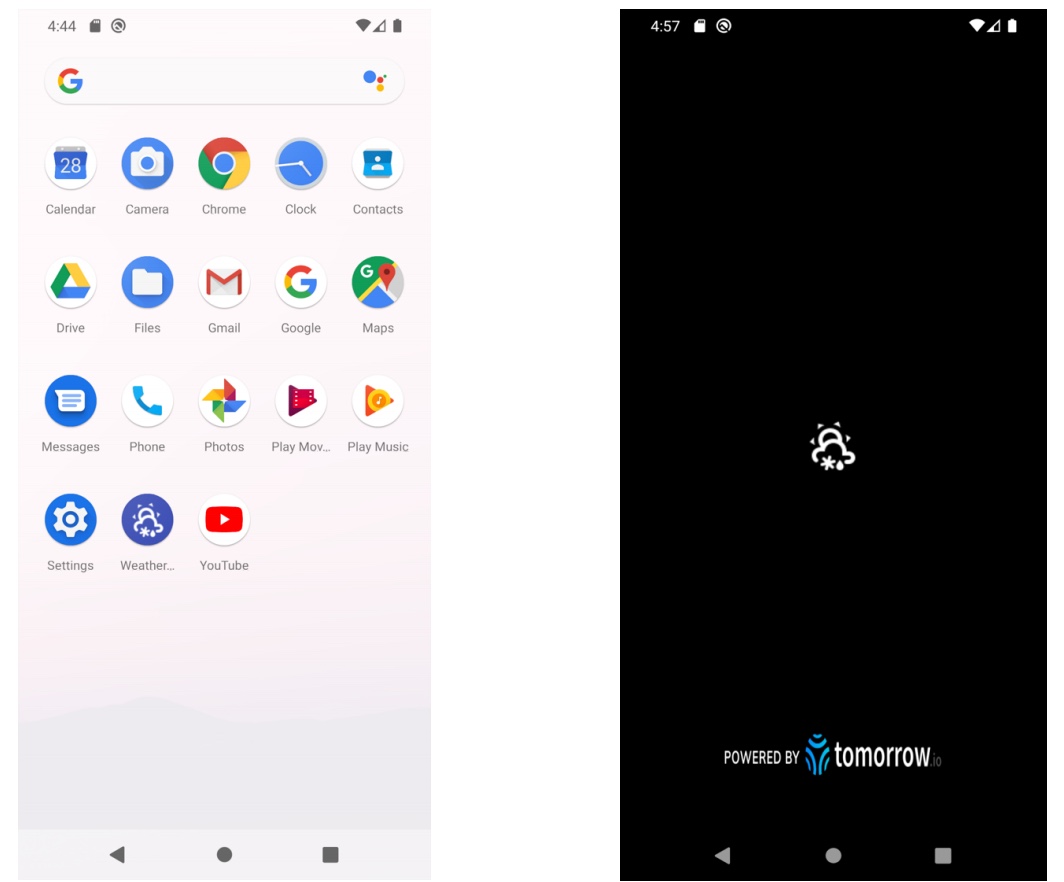 4:44
28
Calendar Camera Chrome Clock Contacts
G
Drive Files Gmail Google Maps
Messages Phone Photos Play Mov... Play Music
Settings Weather... YouTube
4:57
POWERED BY tomorrow.io